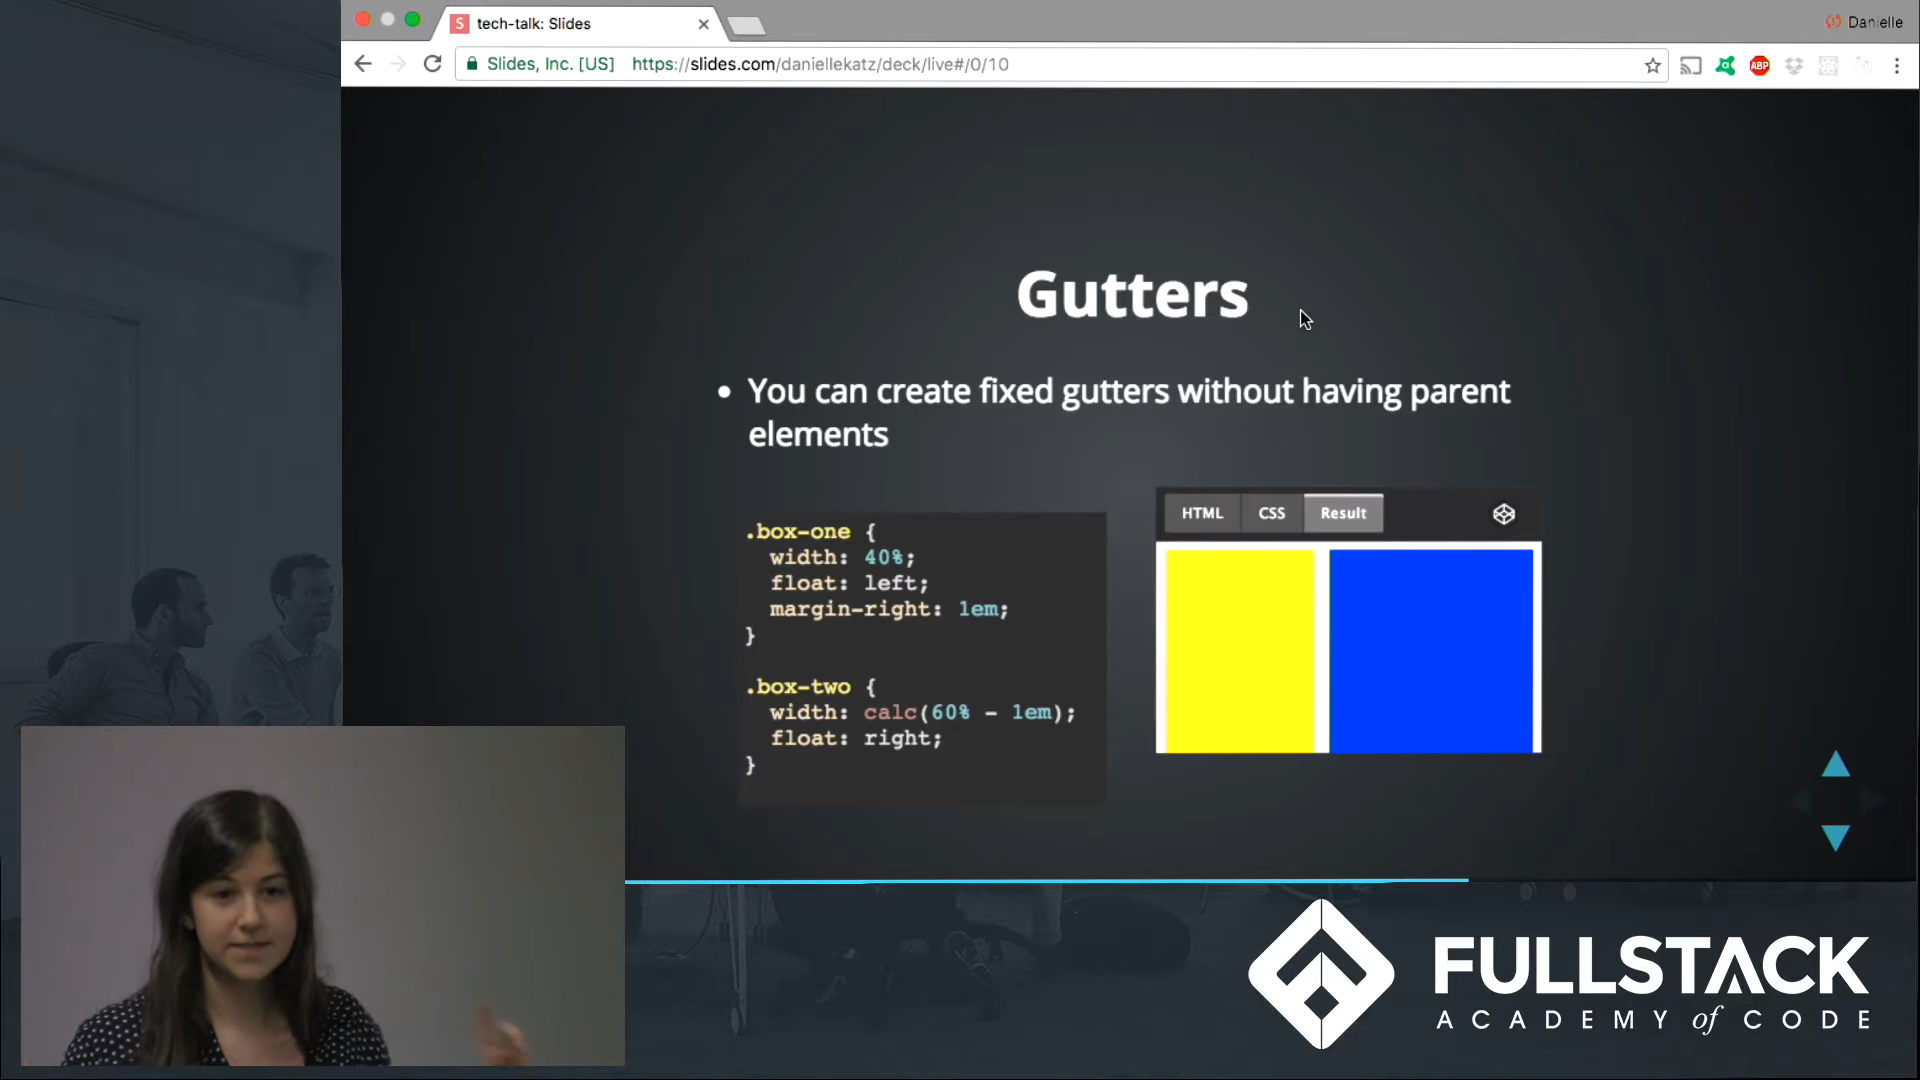 S tech-talk: Slides
Danielle
Slides, Inc. [US] https://slides.com/daniellekatz/deck/live#/0/10
ABP
Gutters
• You can create fixed gutters without having parent
elements
HTML CSS Result
.box-one {
width: 40%;
float: left;
margin-right: 1em;
}
.box-two {
width: calc(60% - 1em);
float: right;
}
FULLSTACK
ACADEMY of CODE